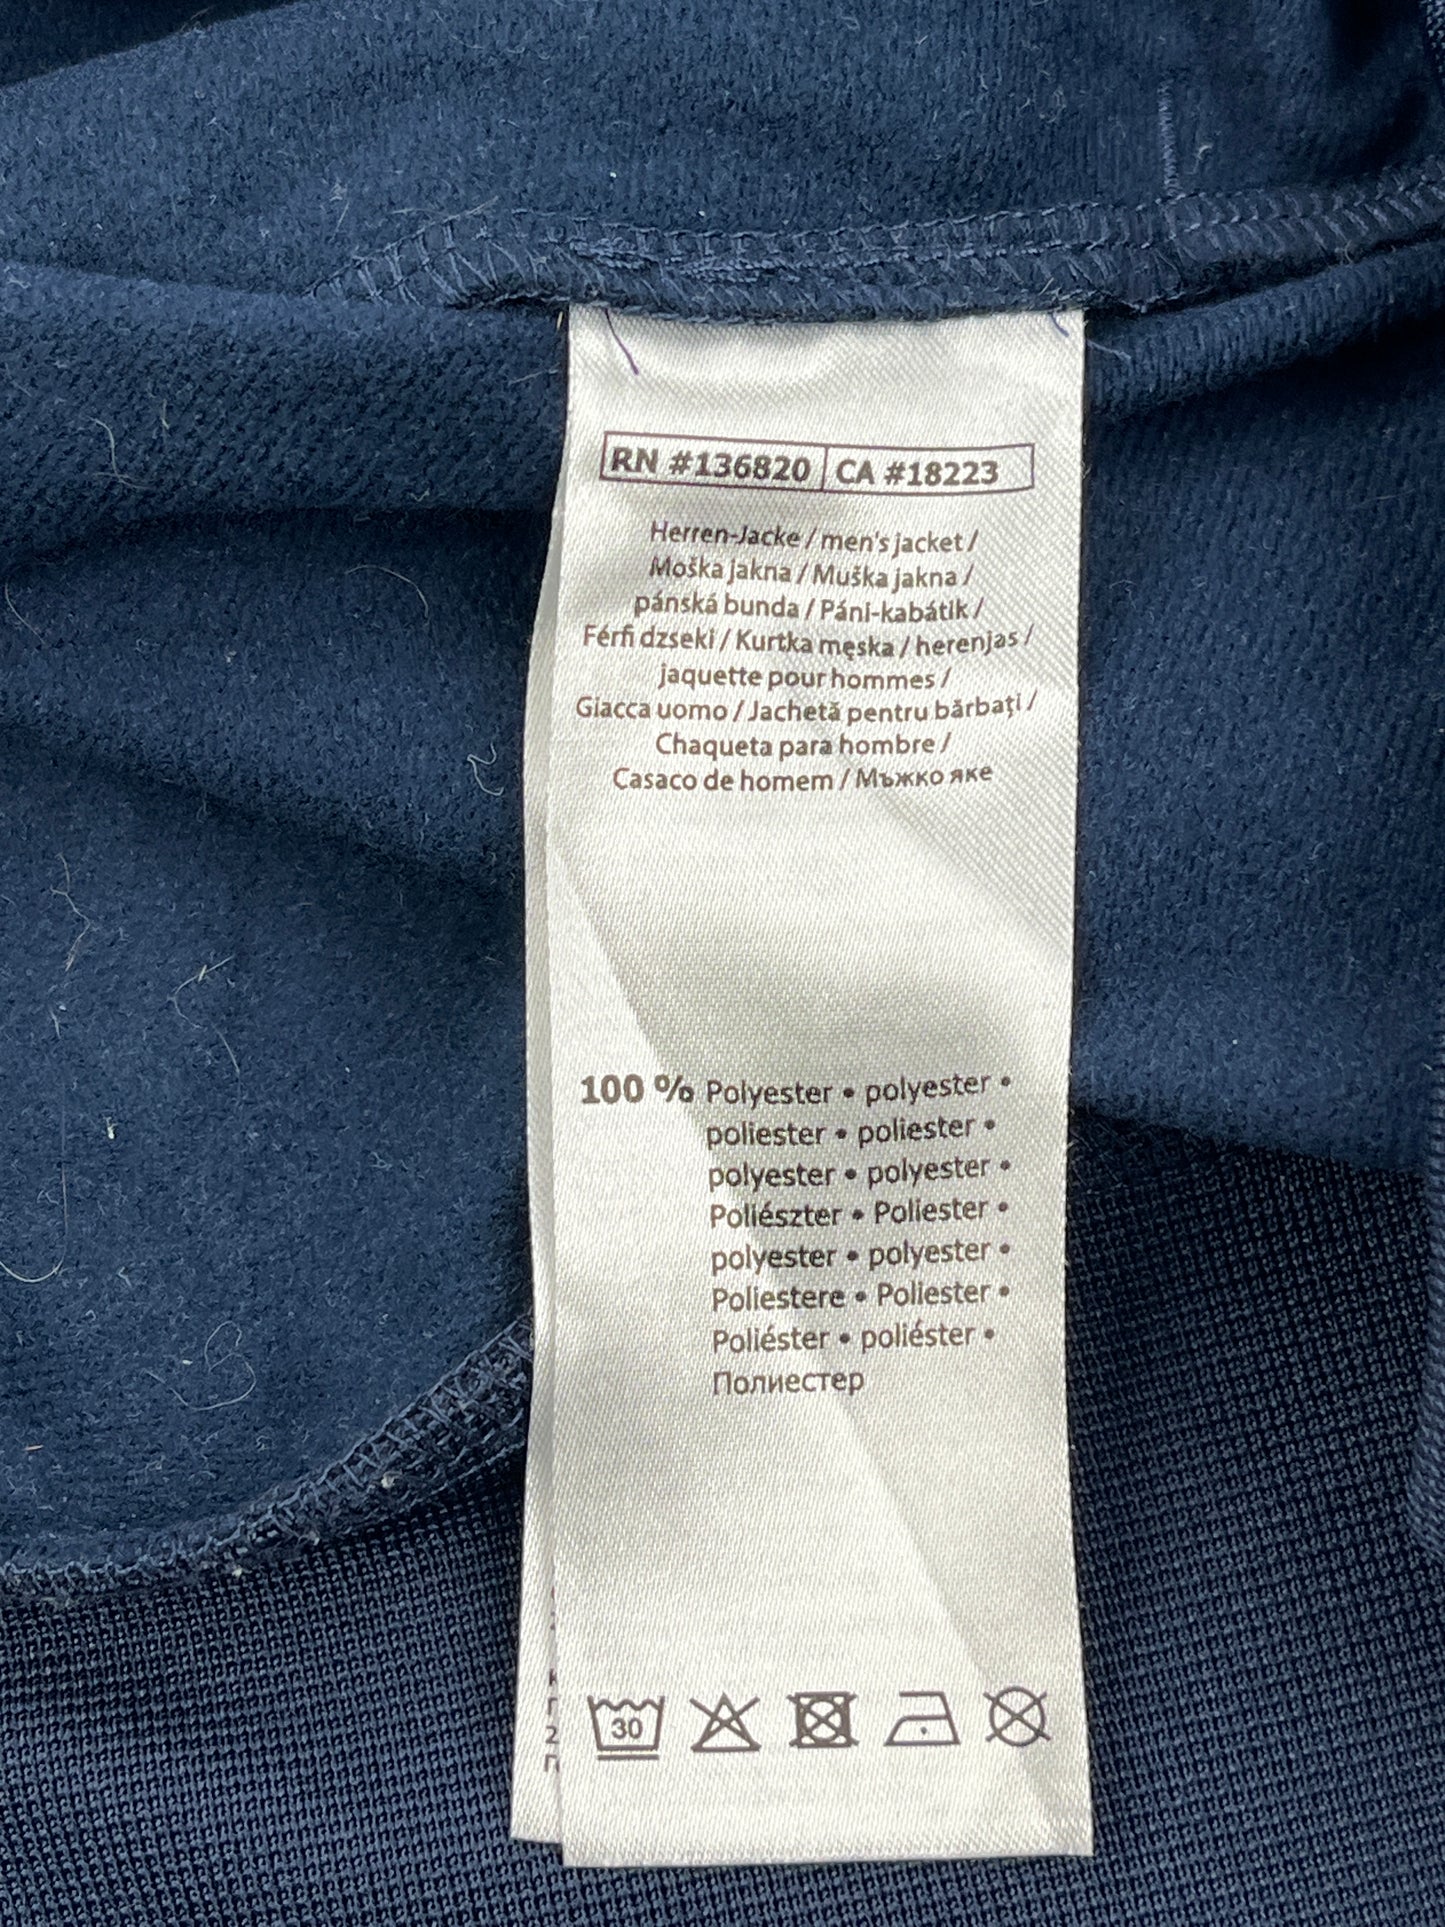 RN #136820 CA #18223
Herren-Jacke / men's jacket /
Moška jakna / Muška jakna /
pánská bunda / Páni-kabátik /
Férfi dzseki / Kurtka męska / herenjas /
jaquette pour hommes /
Giacca uomo / Jachetă pentru bărbați /
Chaqueta para hombre /
Casaco de homem / Мъжко яке
100 % Polyester • polyester •
poliester • poliester •
polyester • polyester •
Poliészter • Poliester •
polyester • polyester •
Poliestere • Poliester •
Poliéster • poliéster •
Полиестер
30